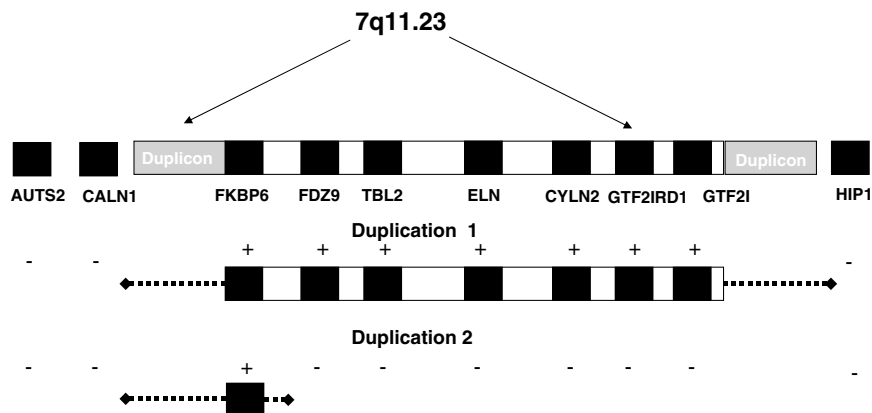 7q11.23
Duplicon Duplicon
AUTS2 CALN1 FKBP6 FDZ9 TBL2 ELN CYLN2 GTF2IRD1 GTF2I HIP1
Duplication 1
- - + + + + + + + -
Duplication 2
- - + - - - - - - -